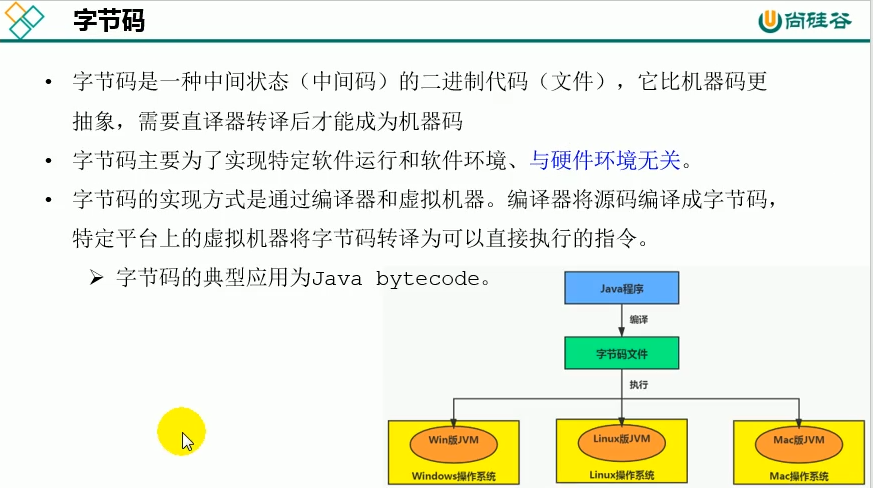 字节码
尚硅谷
• 字节码是一种中间状态（中间码）的二进制代码（文件），它比机器码更
抽象，需要直译器转译后才能成为机器码
• 字节码主要为了实现特定软件运行和软件环境、与硬件环境无关。
• 字节码的实现方式是通过编译器和虚拟机器。编译器将源码编译成字节码，
特定平台上的虚拟机器将字节码转译为可以直接执行的指令。
➢ 字节码的典型应用为Java bytecode。
Java程序
编译
字节码文件
执行
Win版JVM
Windows操作系统
Linux版JVM
Linux操作系统
Mac版JVM
Mac操作系统